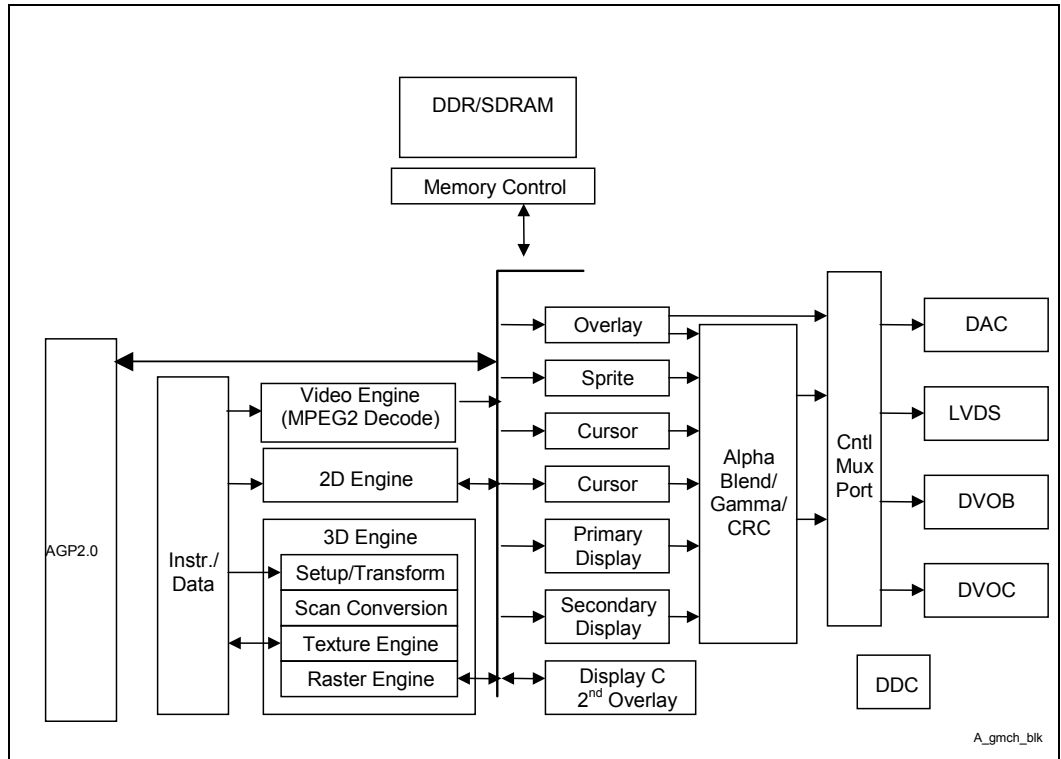 DDR/SDRAM
Memory Control
AGP2.0
Instr./
Data
Video Engine
(MPEG2 Decode)
2D Engine
3D Engine
Setup/Transform
Scan Conversion
Texture Engine
Raster Engine
Overlay
Sprite
Cursor
Cursor
Primary
Display
Secondary
Display
Display C
2nd Overlay
Alpha
Blend/
Gamma/
CRC
Cntl
Mux
Port
DAC
LVDS
DVOB
DVOC
DDC
A_gmch_blk